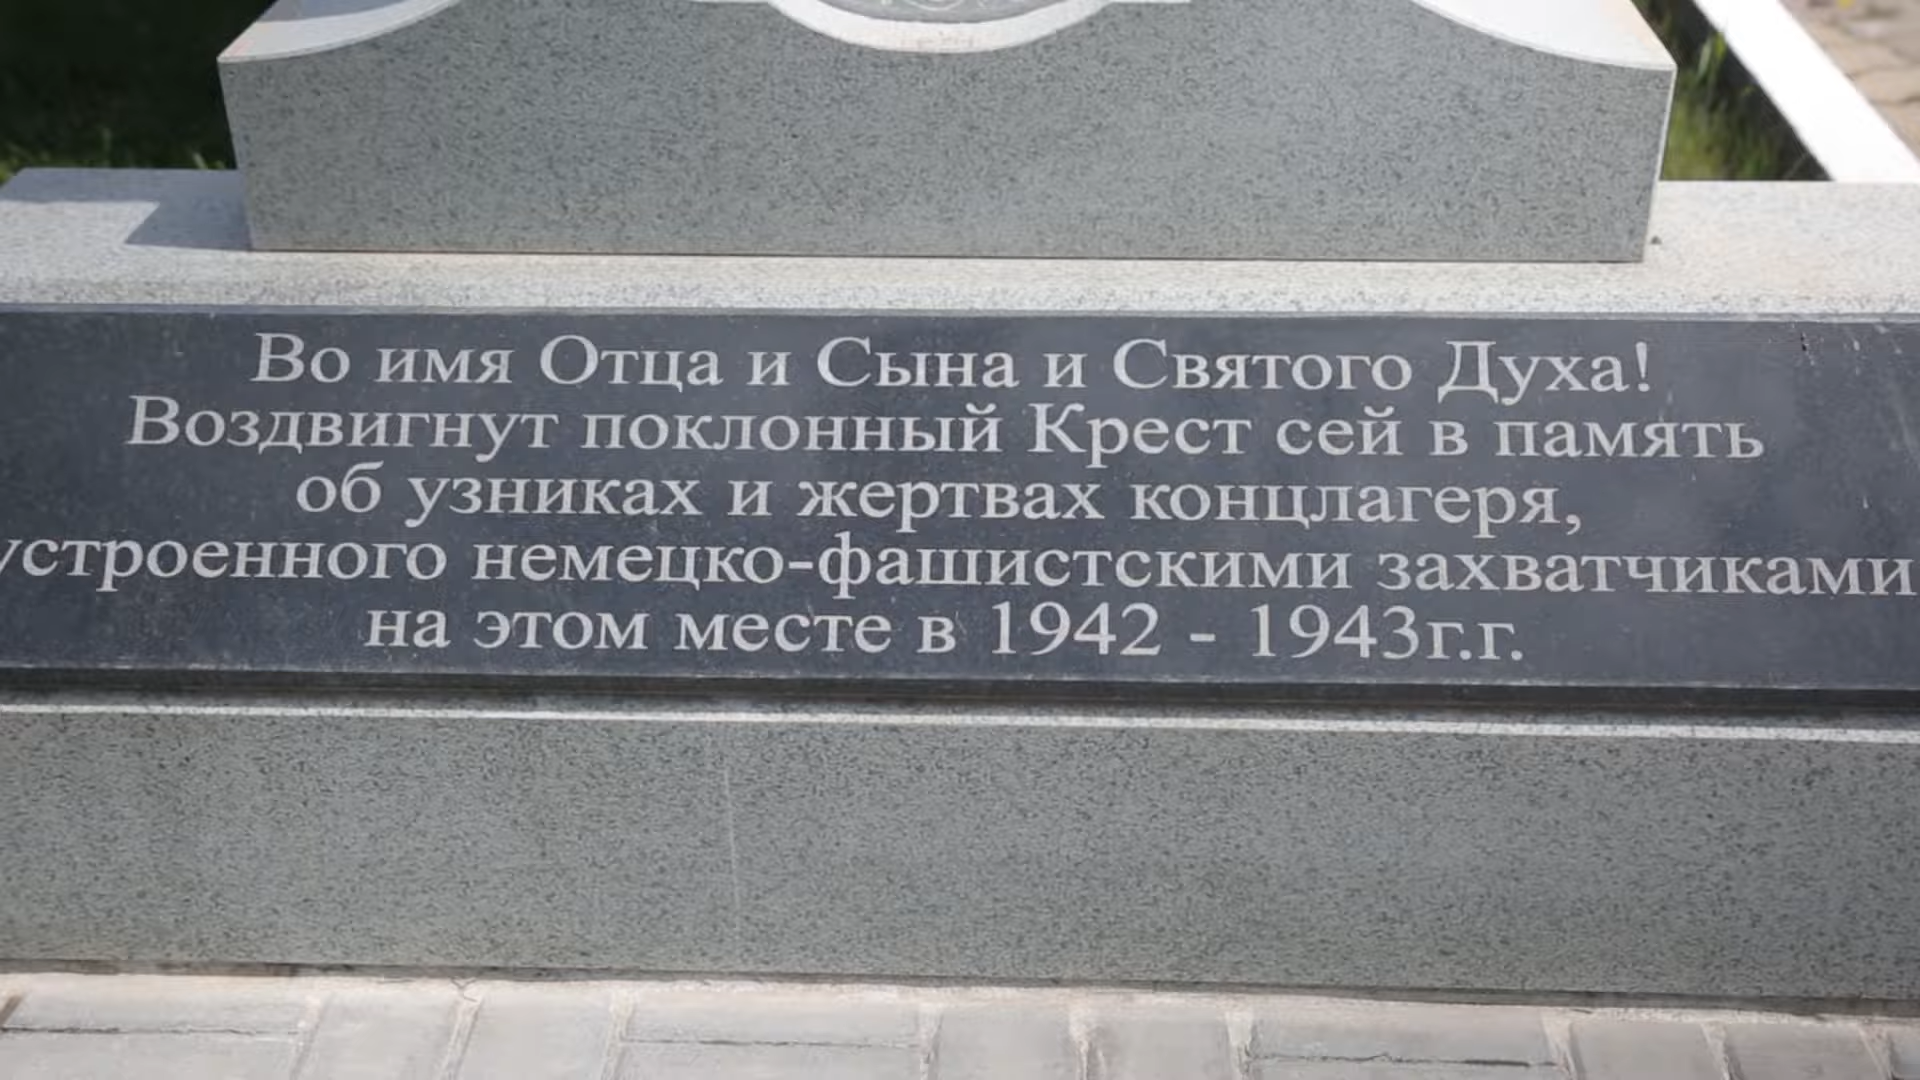 Во имя Отца и Сына и Святого Духа!
Воздвигнут поклонный Крест сей в память
об узниках и жертвах концлагеря,
устроенного немецко-фашистскими захватчиками
на этом месте в 1942 - 1943г.г.